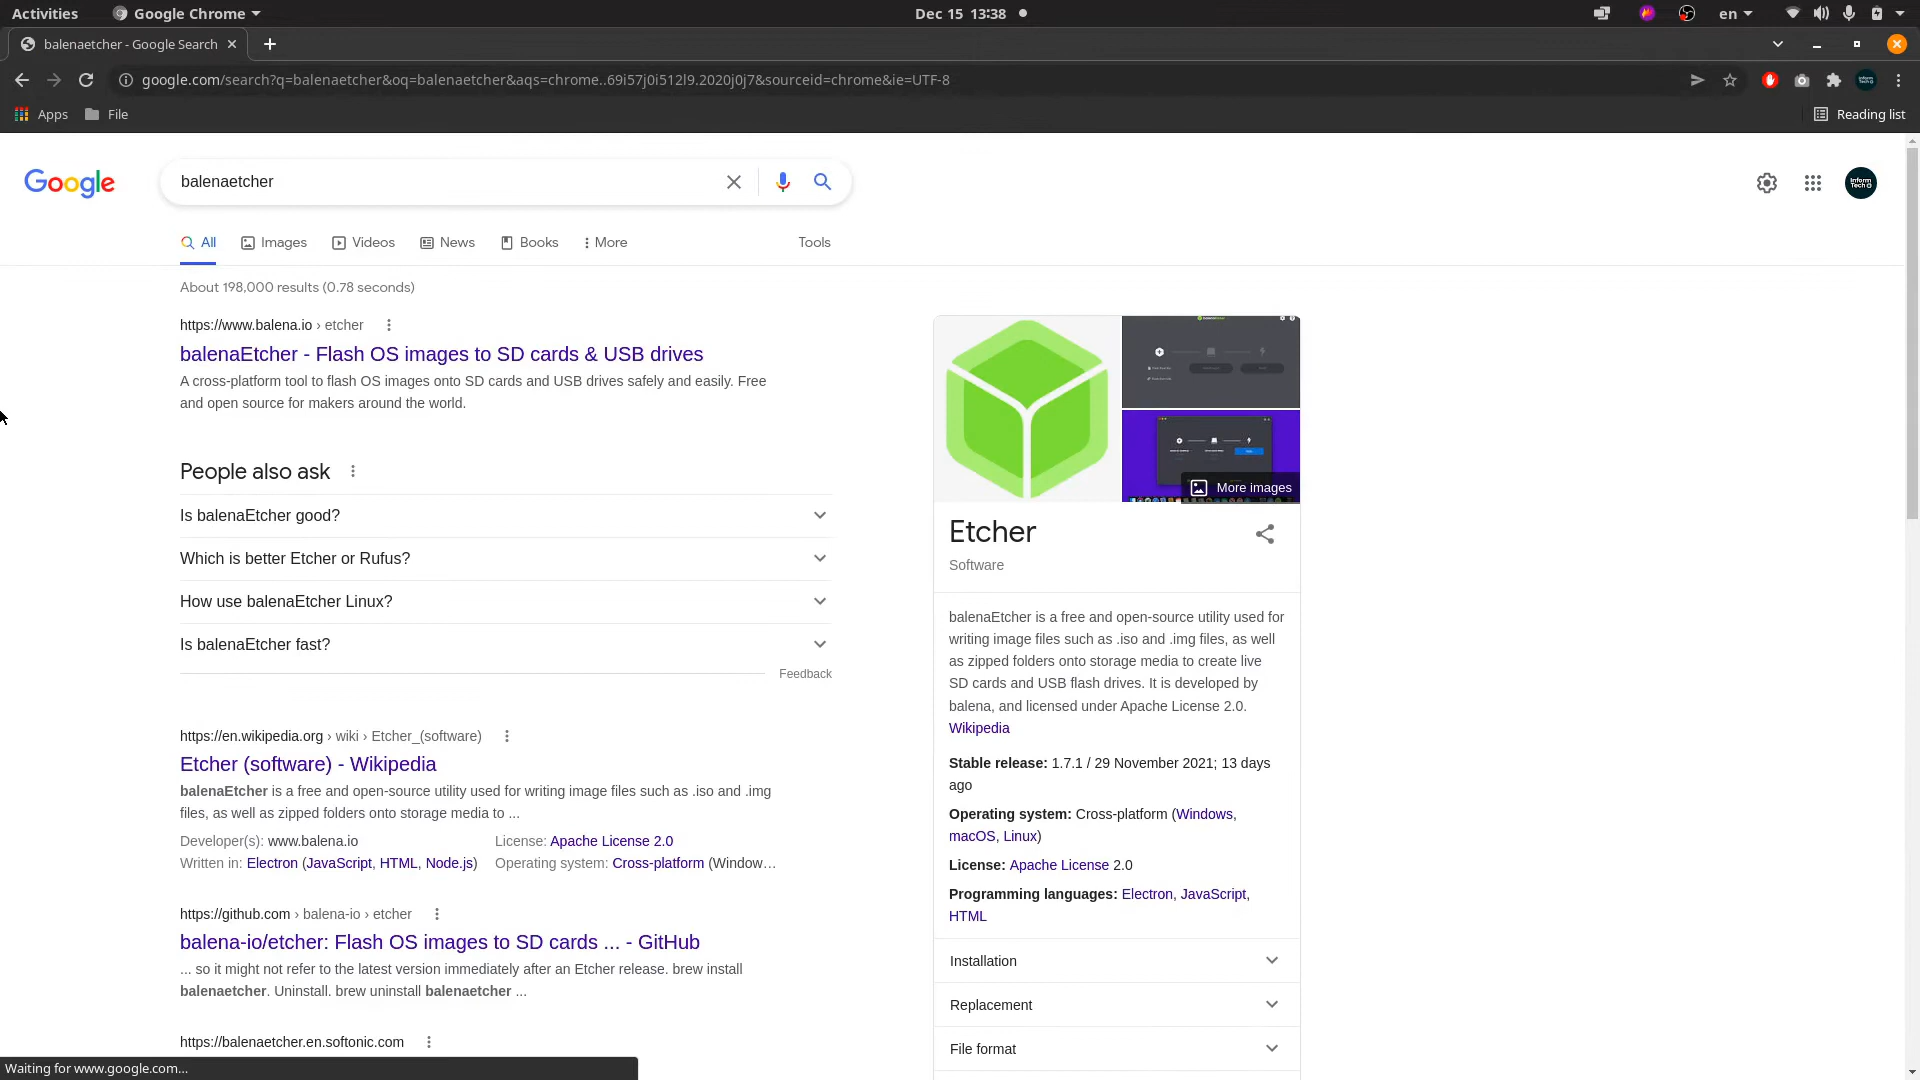 Activities
Google Chrome
Dec 15 13:38
en
balenaetcher - Google Search
google.com/search?q=balenaetcher&oq=balenaetcher&aqs=chrome..69i57j0i512l9.2020j0j7&sourceid=chrome&ie=UTF-8
Apps
File
Reading list
Google
balenaetcher
Inform Tech
All
Images
Videos
News
Books
More
Tools
About 198,000 results (0.78 seconds)
https://www.balena.io › etcher
balenaEtcher - Flash OS images to SD cards & USB drives
A cross-platform tool to flash OS images onto SD cards and USB drives safely and easily. Free
and open source for makers around the world.
People also ask
Is balenaEtcher good?
Which is better Etcher or Rufus?
How use balenaEtcher Linux?
Is balenaEtcher fast?
Feedback
https://en.wikipedia.org › wiki › Etcher_(software)
Etcher (software) - Wikipedia
balenaEtcher is a free and open-source utility used for writing image files such as .iso and .img
files, as well as zipped folders onto storage media to ...
Developer(s): www.balena.io
License: Apache License 2.0
Written in: Electron (JavaScript, HTML, Node.js)
Operating system: Cross-platform (Window...
https://github.com › balena-io › etcher
balena-io/etcher: Flash OS images to SD cards ... - GitHub
... so it might not refer to the latest version immediately after an Etcher release. brew install
balenaetcher. Uninstall. brew uninstall balenaetcher ...
https://balenaetcher.en.softonic.com
Waiting for www.google.com...
More images
Etcher
Software
balenaEtcher is a free and open-source utility used for
writing image files such as .iso and .img files, as well
as zipped folders onto storage media to create live
SD cards and USB flash drives. It is developed by
balena, and licensed under Apache License 2.0.
Wikipedia
Stable release: 1.7.1 / 29 November 2021; 13 days
ago
Operating system: Cross-platform (Windows,
macOS, Linux)
License: Apache License 2.0
Programming languages: Electron, JavaScript,
HTML
Installation
Replacement
File format